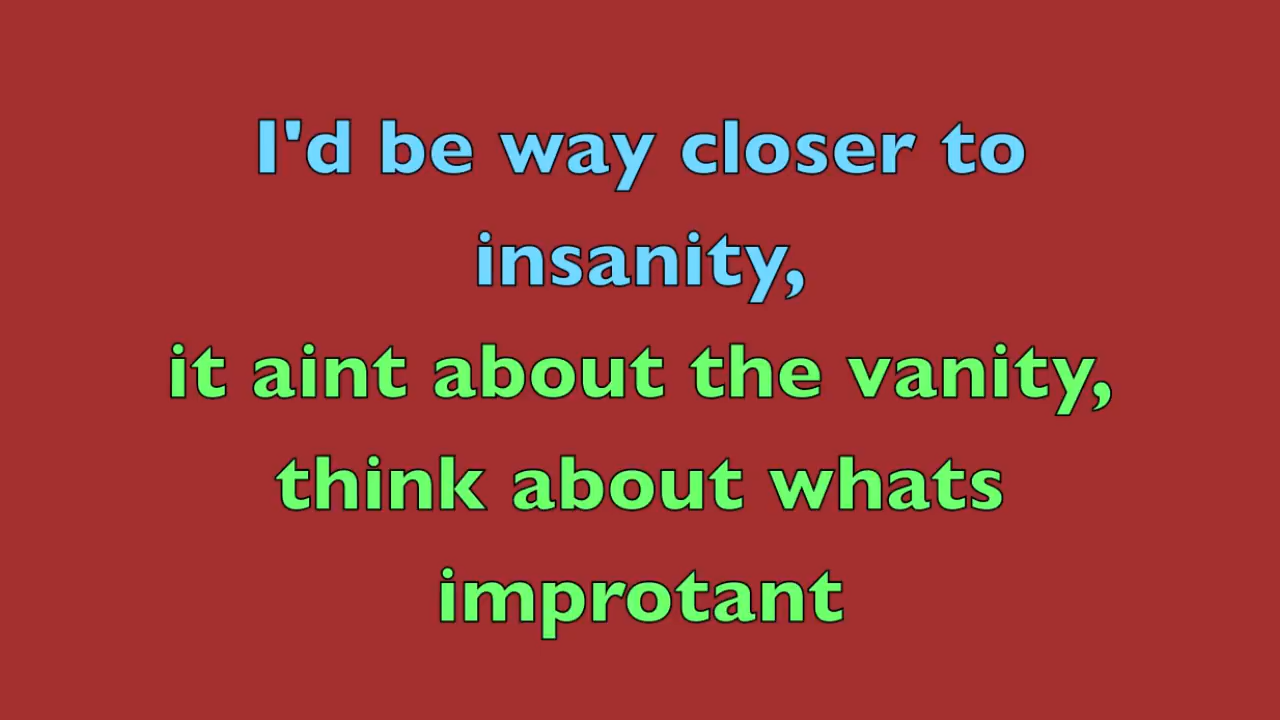 I'd be way closer to
insanity,
it aint about the vanity,
think about whats
improtant